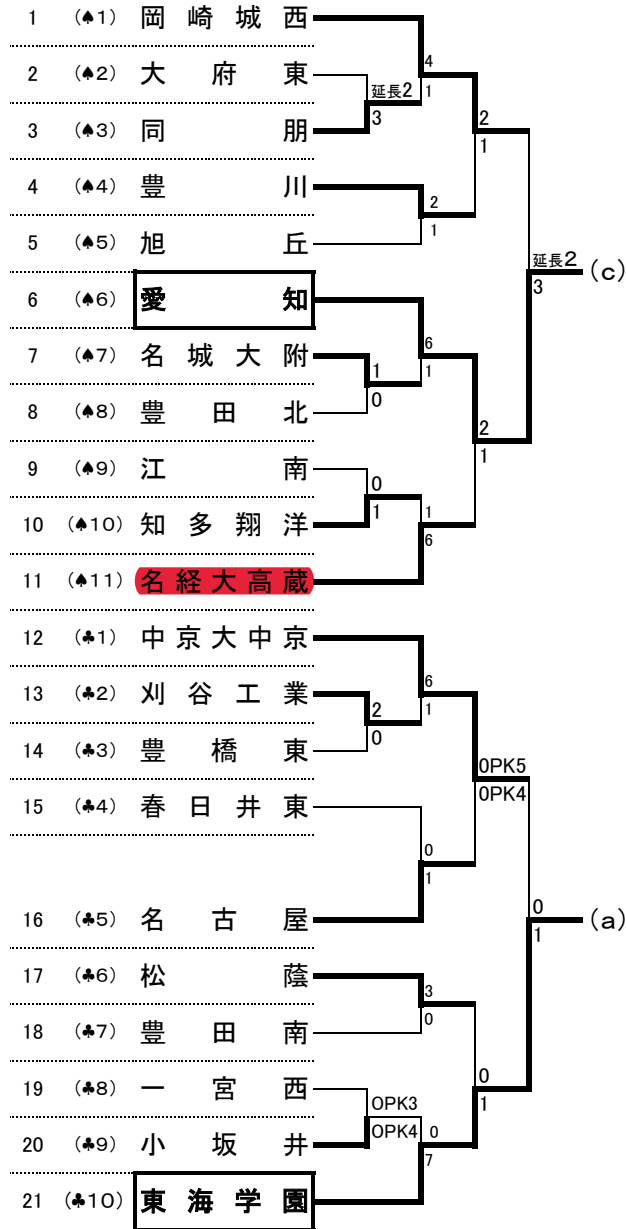 1 (♠1) 岡崎城西
2 (♠2) 大府東
3 (♠3) 同朋
4 (♠4) 豊川
5 (♠5) 旭丘
6 (♠6) 愛知
7 (♠7) 名城大附
8 (♠8) 豊田北
9 (♠9) 江南
10 (♠10) 知多翔洋
11 (♠11) 名経大高蔵
12 (♣1) 中京大中京
13 (♣2) 刈谷工業
14 (♣3) 豊橋東
15 (♣4) 春日井東
16 (♣5) 名古屋
17 (♣6) 松蔭
18 (♣7) 豊田南
19 (♣8) 一宮西
20 (♣9) 小坂井
21 (♣10) 東海学園
延長2
3
1
0
0
1
2
0
0PK3
0PK4
4
1
2
1
6
1
1
6
6
1
0
1
3
0
0
7
2
1
2
1
0PK5
0PK4
0
1
延長2
3
(c)
0
1
(a)